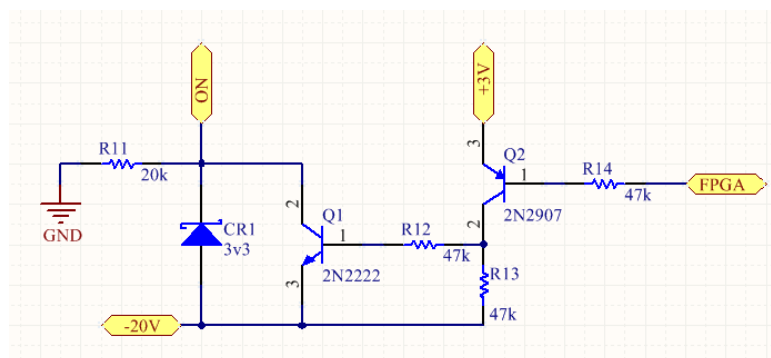 ON
+3V
R11
20k
GND
CR1
3v3
2
Q1
1
2N2222
3
R12
47k
3
Q2
1
2N2907
2
R14
47k
FPGA
R13
47k
-20V